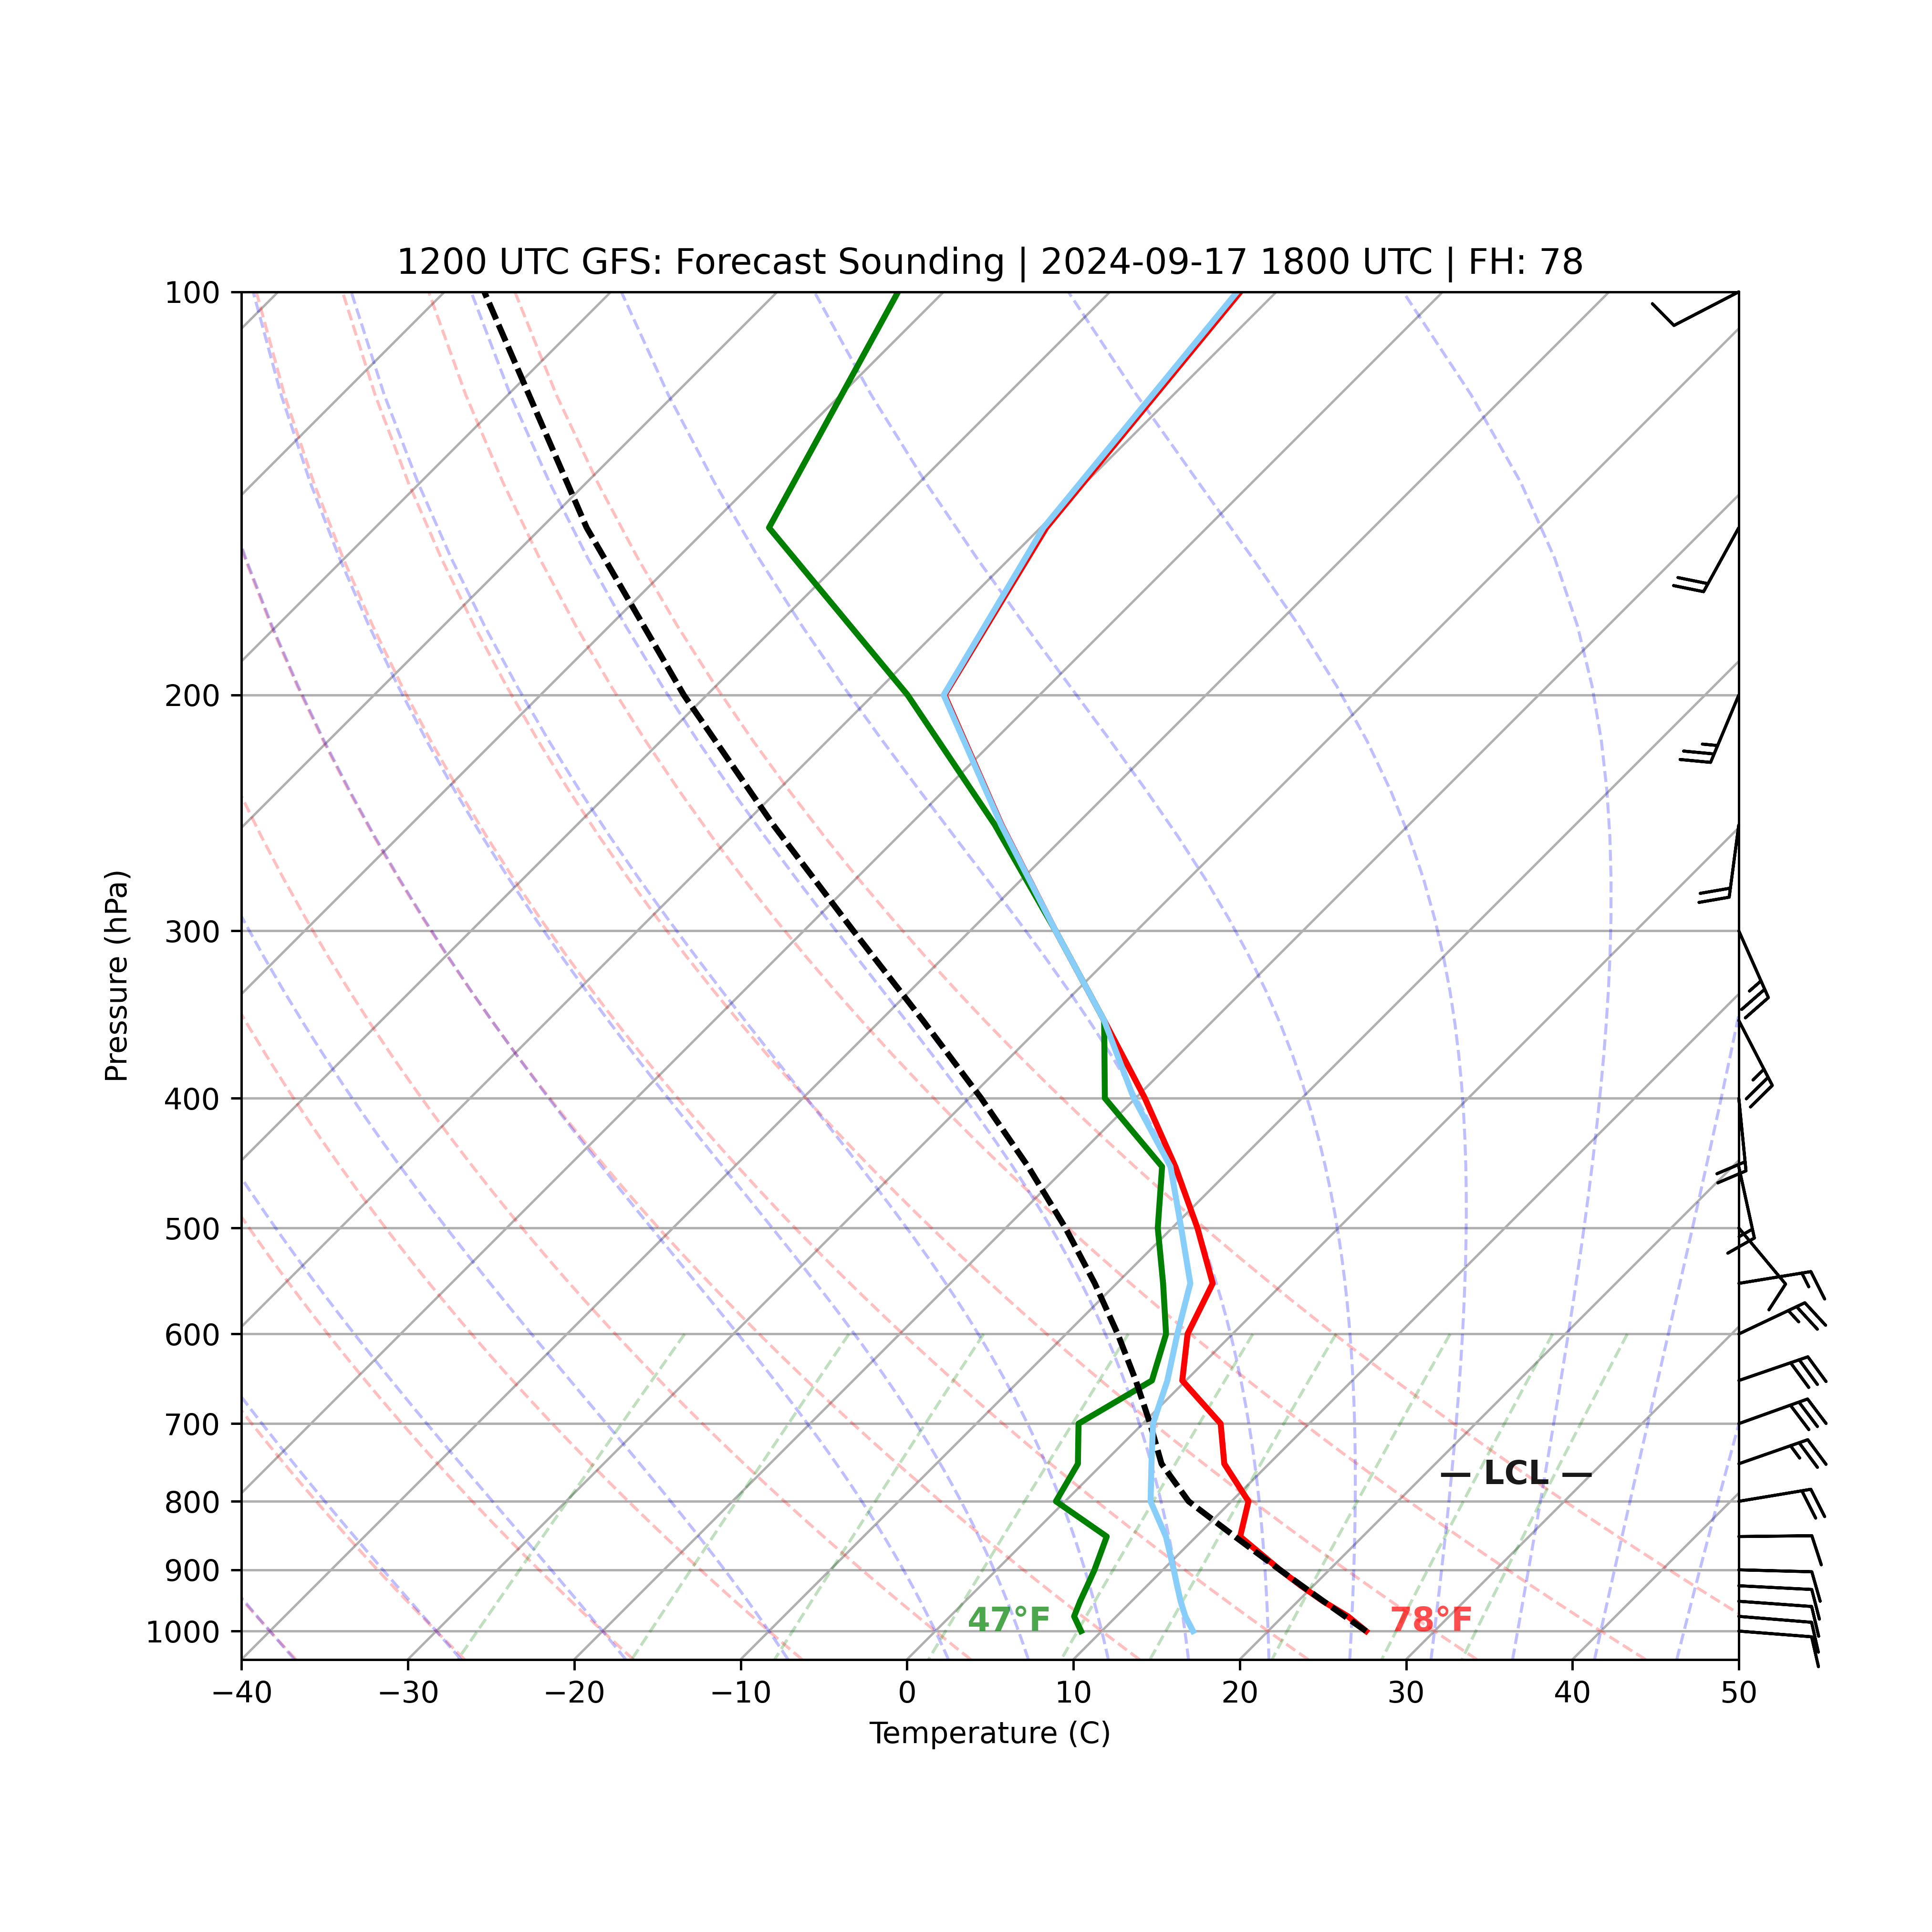 1200 UTC GFS: Forecast Sounding | 2024-09-17 1800 UTC | FH: 78
100
200
300
400
500
600
700
800
900
1000
Pressure (hPa)
— LCL —
47°F
78°F
−40 −30 −20 −10 0 10 20 30 40 50
Temperature (C)